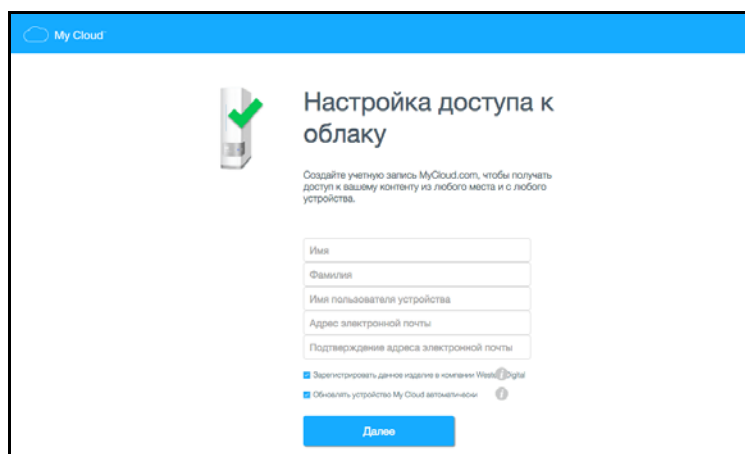 My Cloud
Настройка доступа к
облаку
Создайте учетную запись MyCloud.com, чтобы получать
доступ к вашему контенту из любого места и с любого
устройства.
Имя
Фамилия
Имя пользователя устройства
Адрес электронной почты
Подтверждение адреса электронной почты
Зарегистрировать данное изделие в компании Digital
Обновлять устройство My Cloud автоматически
Далее